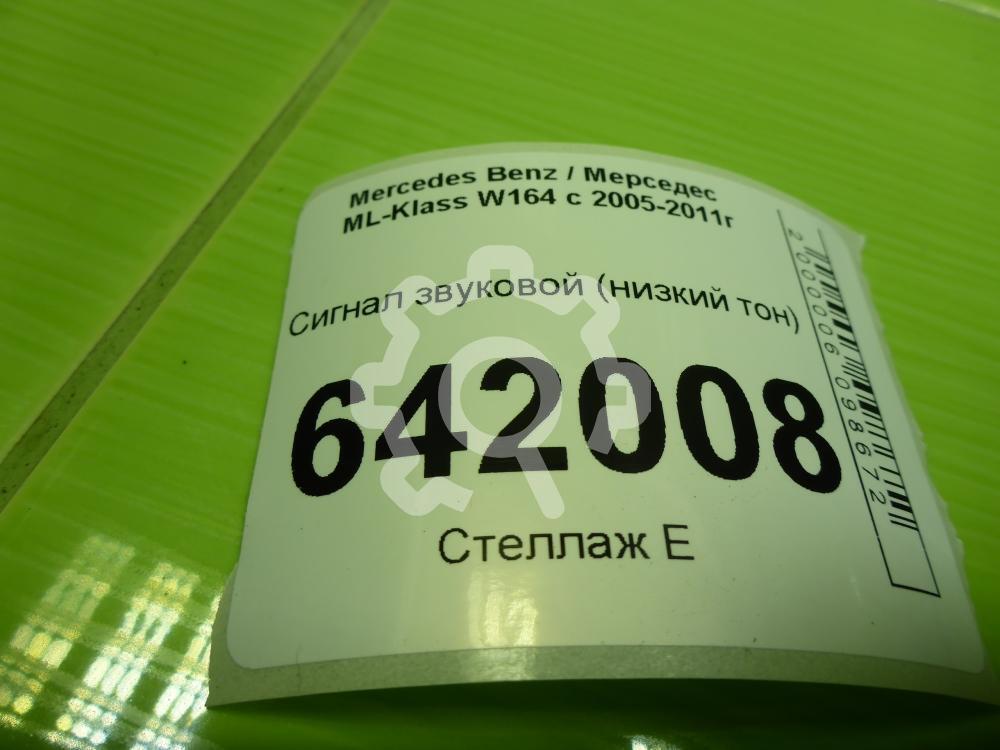 Mercedes Benz / Мерседес
ML-Klass W164 с 2005-2011г
Сигнал звуковой (низкий тон)
642008
Стеллаж Е
2000006098672